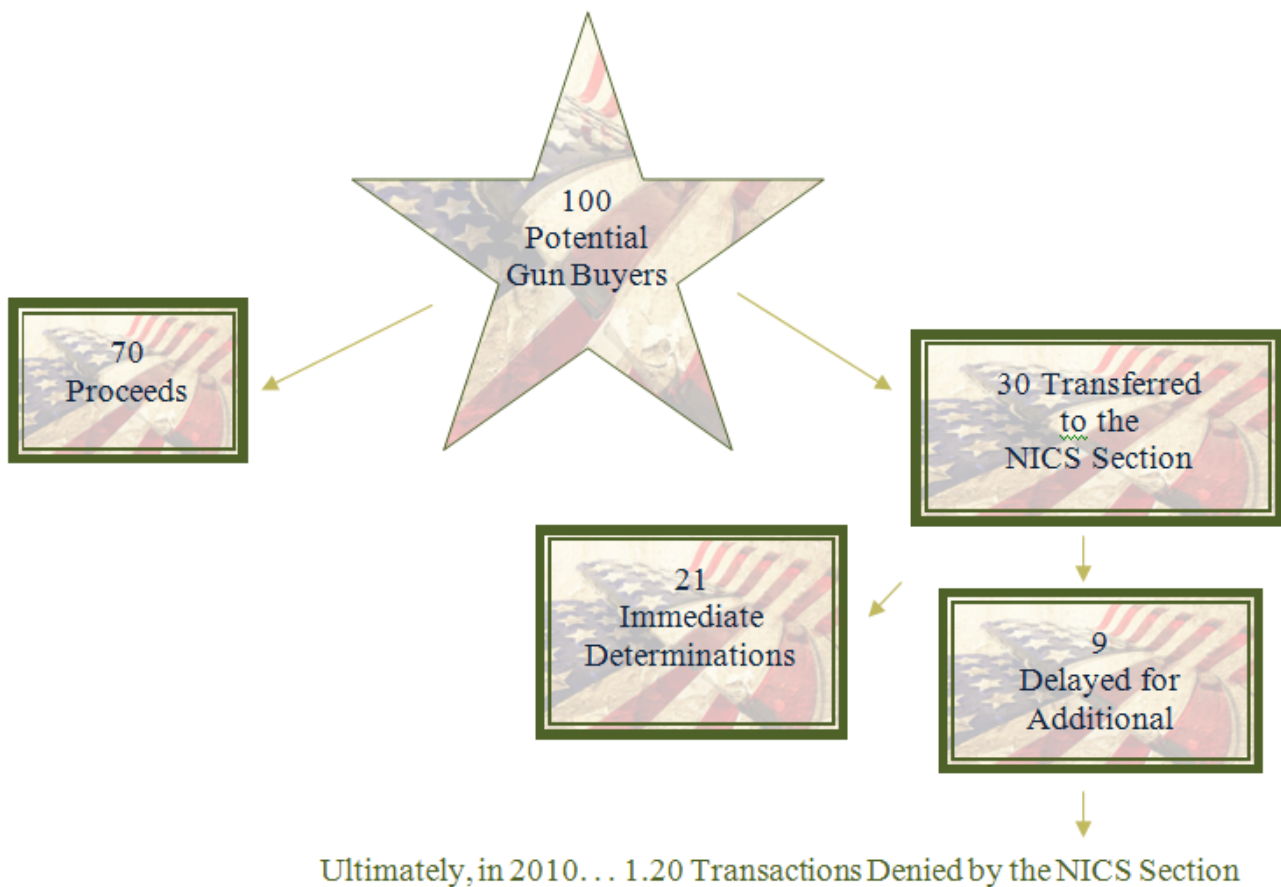 100
Potential
Gun Buyers
70
Proceeds
30 Transferred
to the
NICS Section
21
Immediate
Determinations
9
Delayed for
Additional
Ultimately, in 2010. . . 1.20 Transactions Denied by the NICS Section